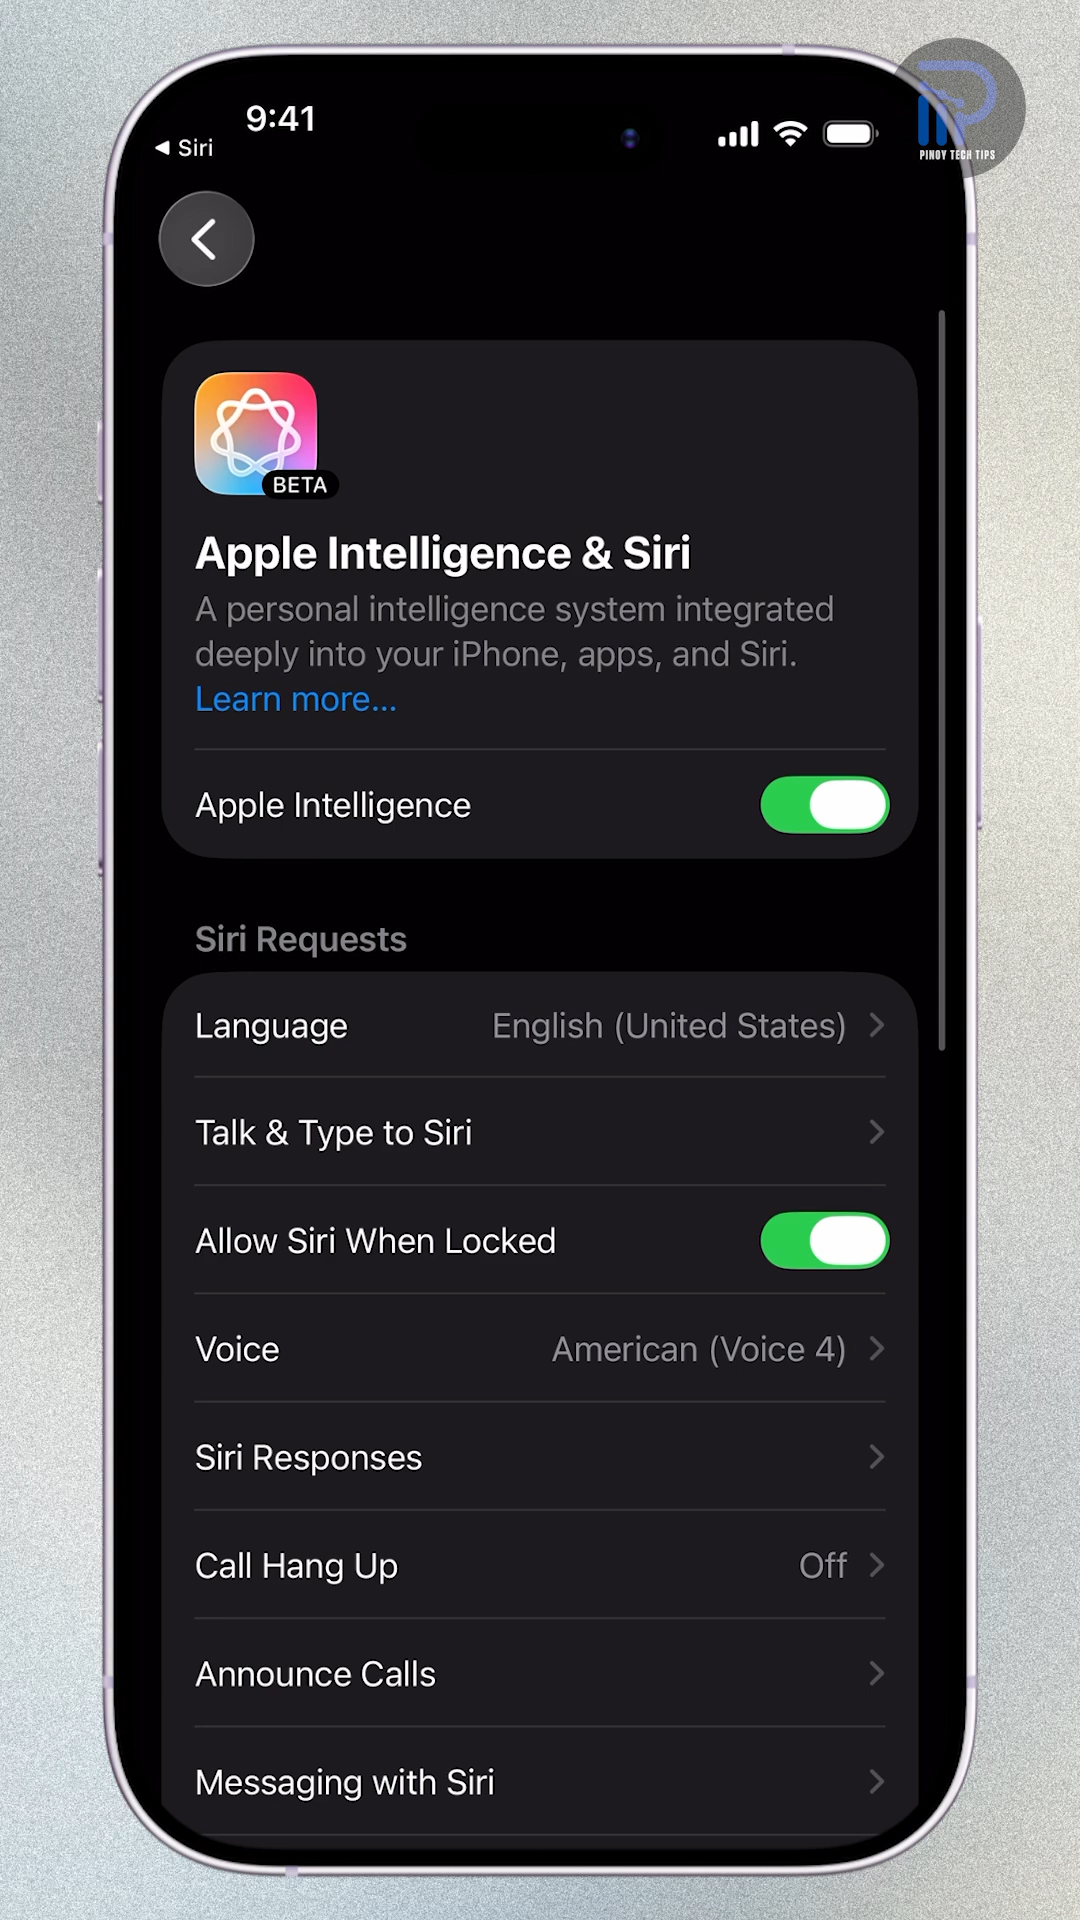 9:41
◀ Siri
PINOY TECH TIPS
BETA
Apple Intelligence & Siri
A personal intelligence system integrated
deeply into your iPhone, apps, and Siri.
Learn more...
Apple Intelligence
Siri Requests
Language English (United States)
Talk & Type to Siri
Allow Siri When Locked
Voice American (Voice 4)
Siri Responses
Call Hang Up Off
Announce Calls
Messaging with Siri